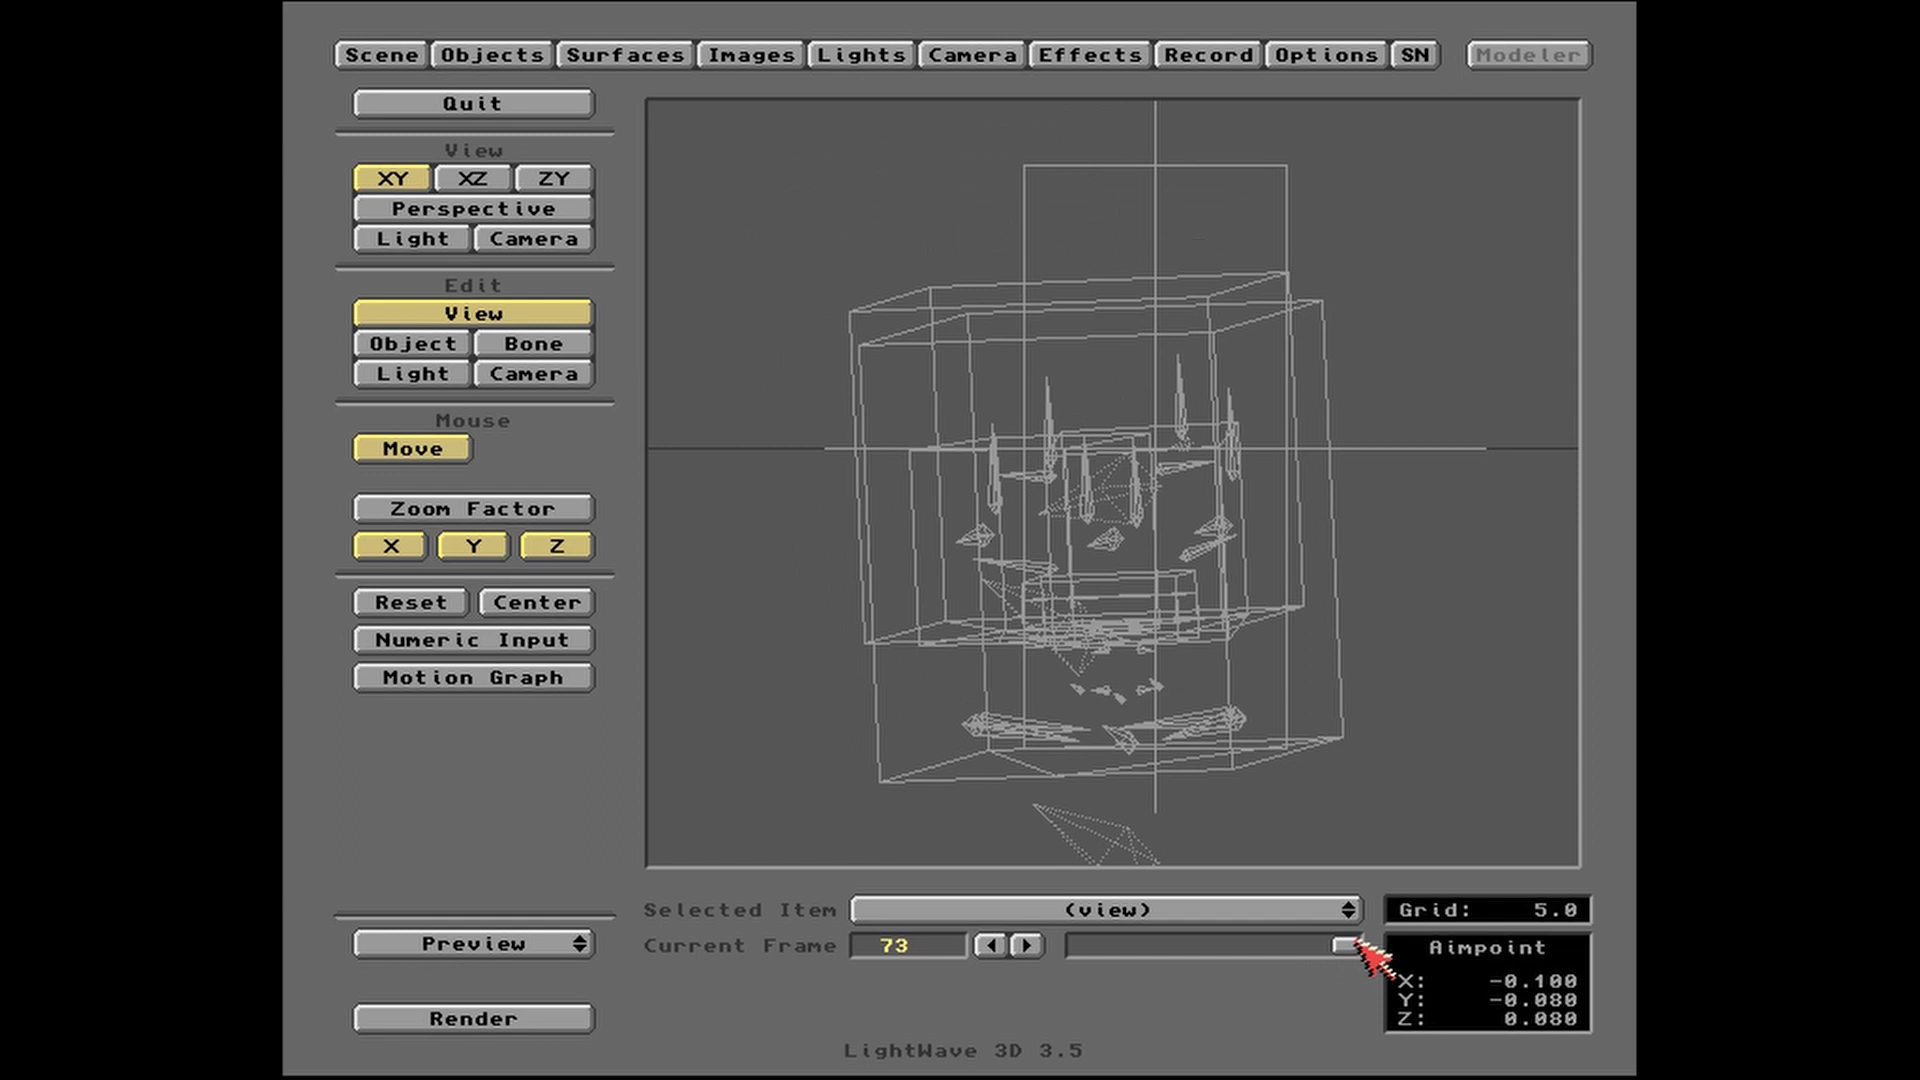 Scene Objects Surfaces Images Lights Camera Effects Record Options SN Modeler
Quit
View
XY XZ ZY
Perspective
Light Camera
Edit
View
Object Bone
Light Camera
Mouse
Move
Zoom Factor
X Y Z
Reset Center
Numeric Input
Motion Graph
Preview
Render
Selected Item (view)
Current Frame 73
Grid: 5.0
Aimpoint
X: -0.100
Y: -0.080
Z: 0.080
LightWave 3D 3.5